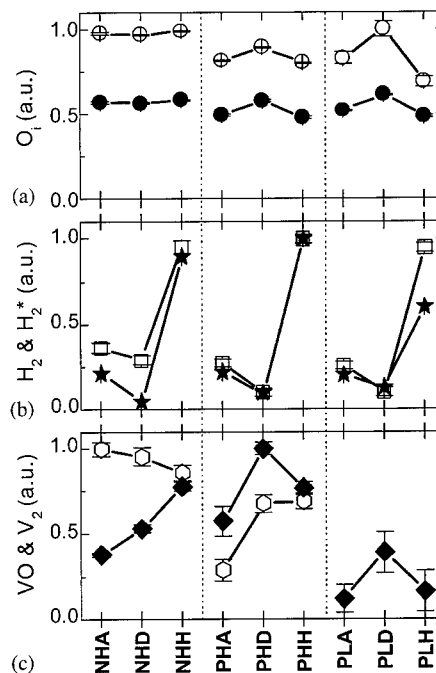 1.0
0.5
1.0
O_i (a.u.)
(a)
1.0
0.5
0.0
H_2 & H_2* (a.u.)
(b)
1.0
0.5
0.0
VO & V_2 (a.u.)
(c)
NHA NHD NHH PHA PHD PHH PLA PLD PLH